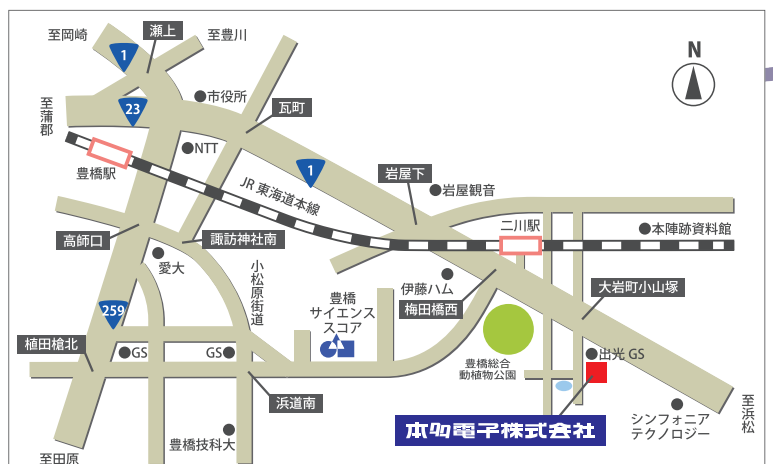 至岡崎
瀬上
至豊川
1
N
至蒲郡
23
市役所
瓦町
NTT
豊橋駅
1
岩屋下
岩屋観音
JR 東海道本線
二川駅
本陣跡資料館
高師口
諏訪神社南
愛大
小松原街道
伊藤ハム
梅田橋西
大岩町小山塚
259
豊橋
サイエンス
スコア
植田槍北
GS
GS
豊橋総合
動植物公園
出光 GS
浜道南
本多電子株式会社
シンフォニア
テクノロジー
至浜松
豊橋技科大
至田原